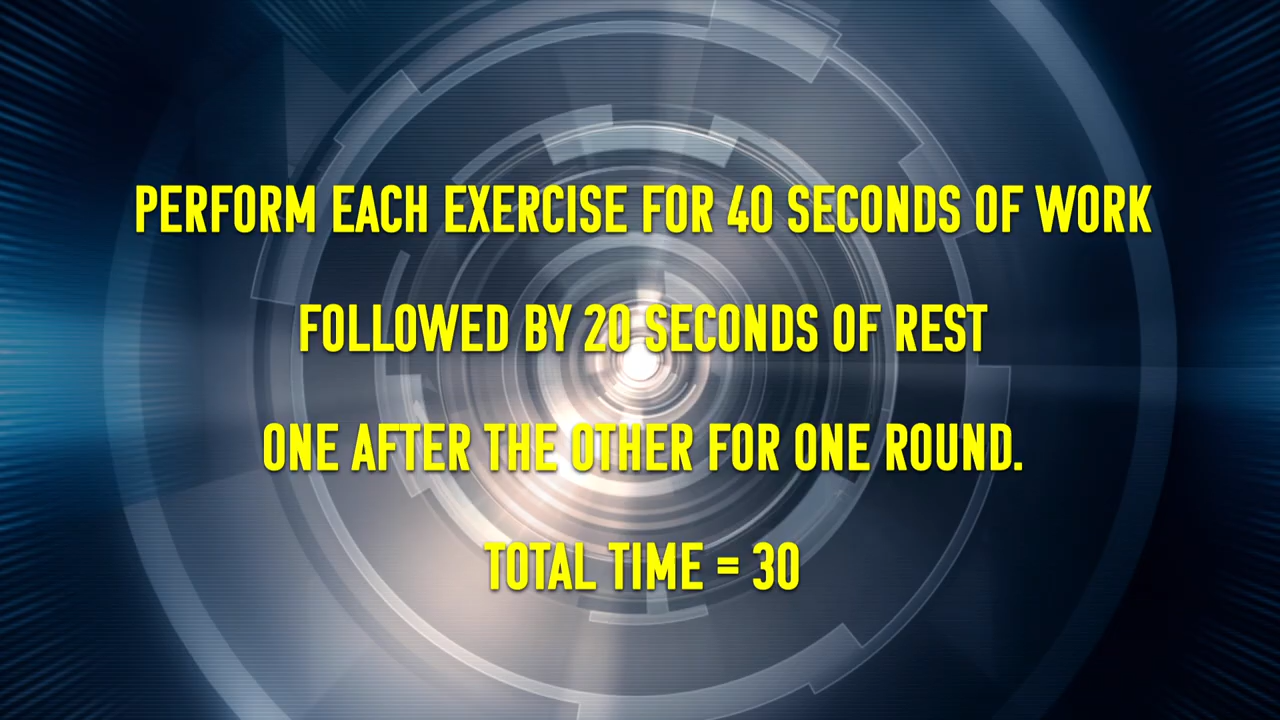 PERFORM EACH EXERCISE FOR 40 SECONDS OF WORK
FOLLOWED BY 20 SECONDS OF REST
ONE AFTER THE OTHER FOR ONE ROUND.
TOTAL TIME = 30